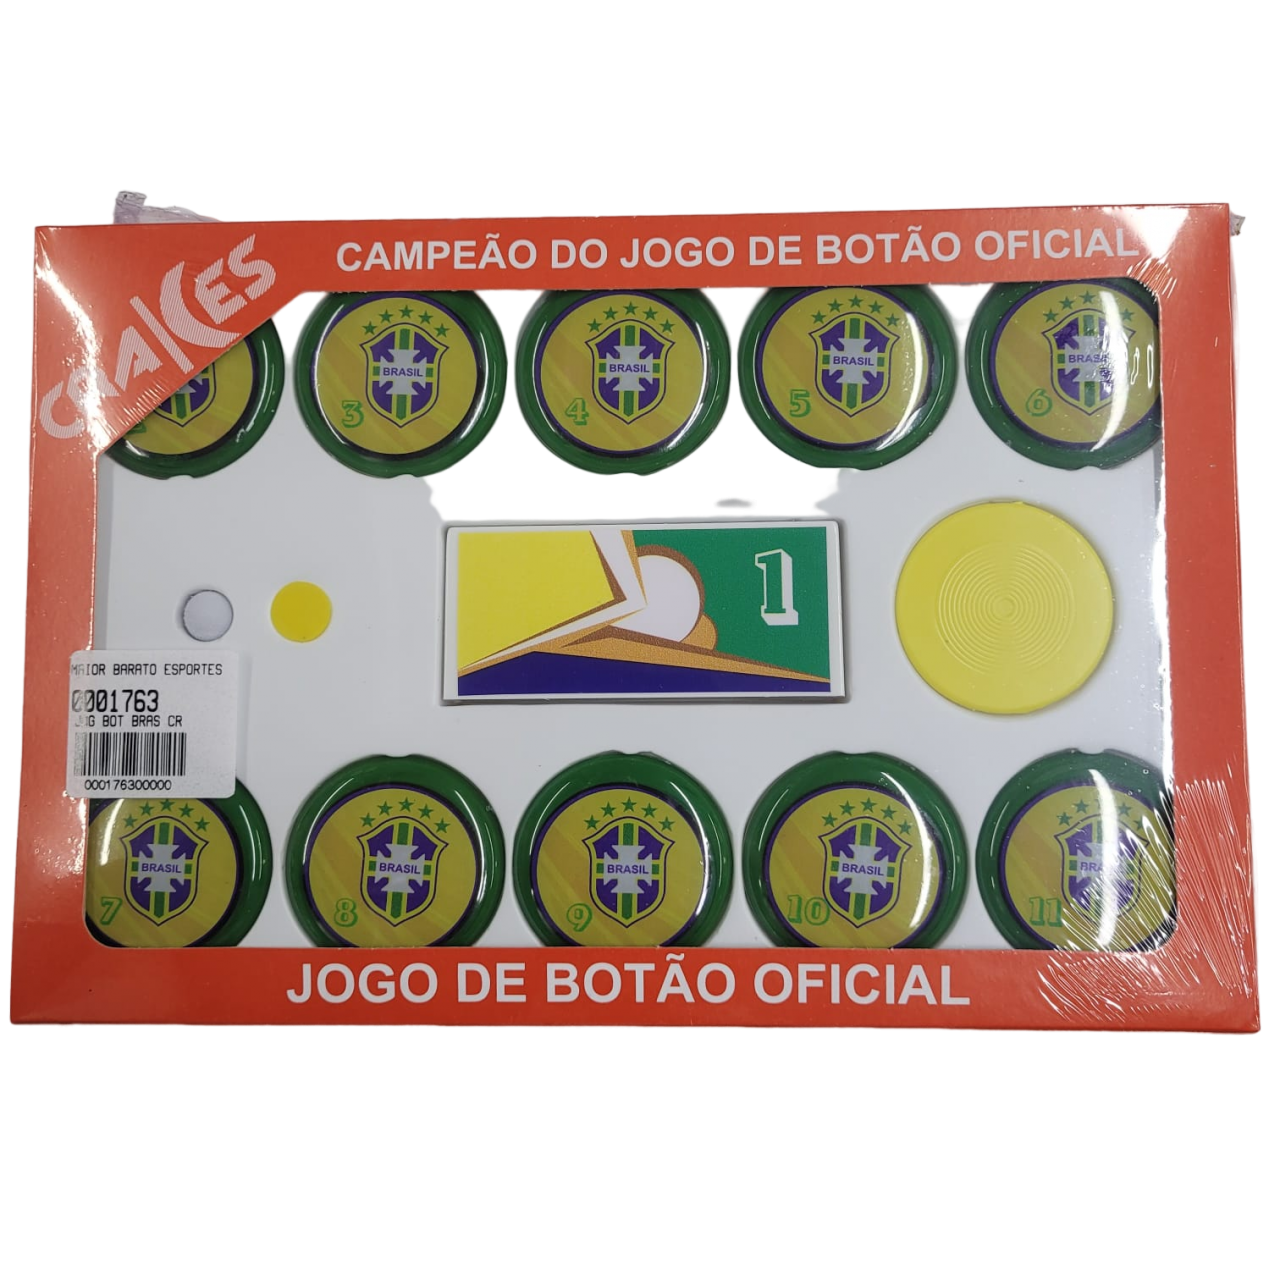 CRAKES
CAMPEÃO DO JOGO DE BOTÃO OFICIAL
BRASIL
3
BRASIL
4
BRASIL
5
BRASIL
6
1
MAIOR BARATO ESPORTES
0001763
JOG BOT BRAS CR
000176300000
BRASIL
7
BRASIL
8
BRASIL
9
BRASIL
10
11
JOGO DE BOTÃO OFICIAL